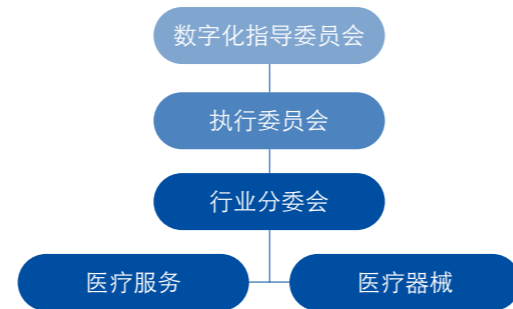 数字化指导委员会
执行委员会
行业分委会
医疗服务
医疗器械